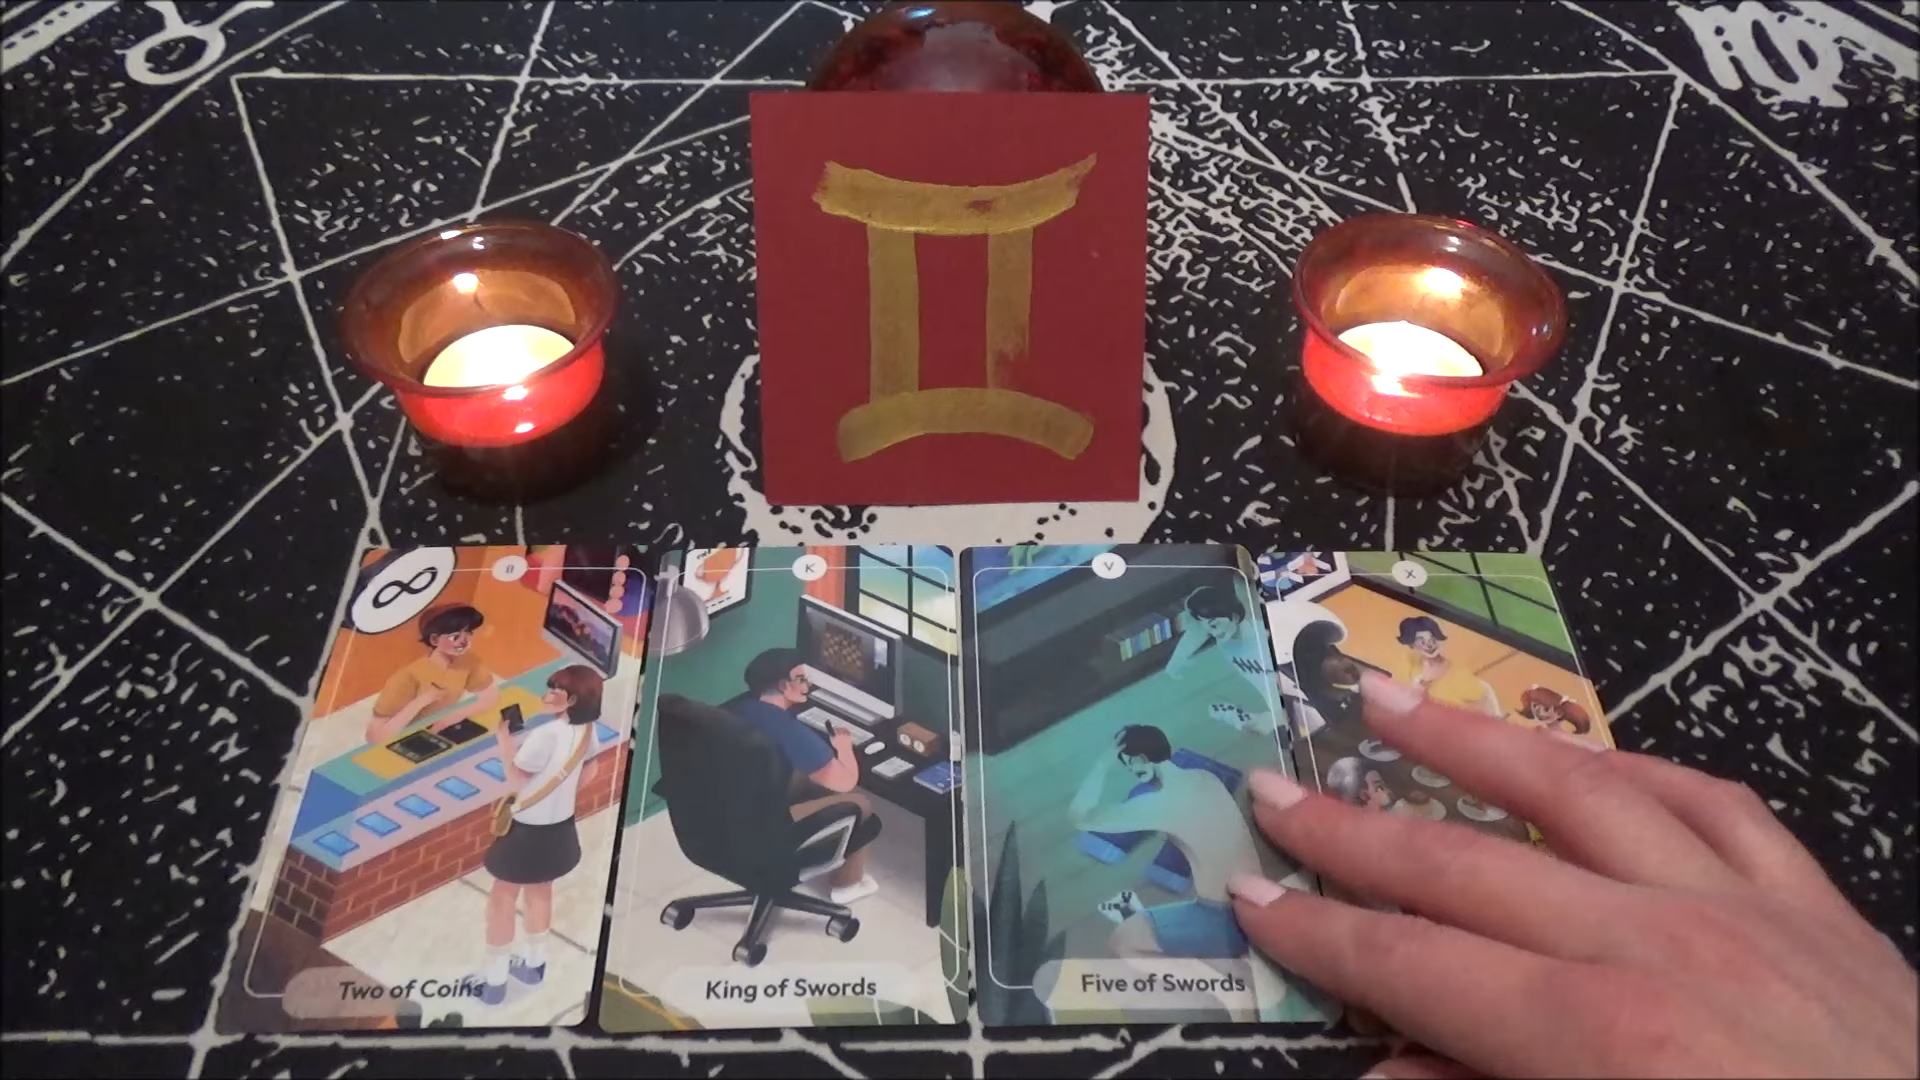 K
V
X
Two of Coins
King of Swords
Five of Swords